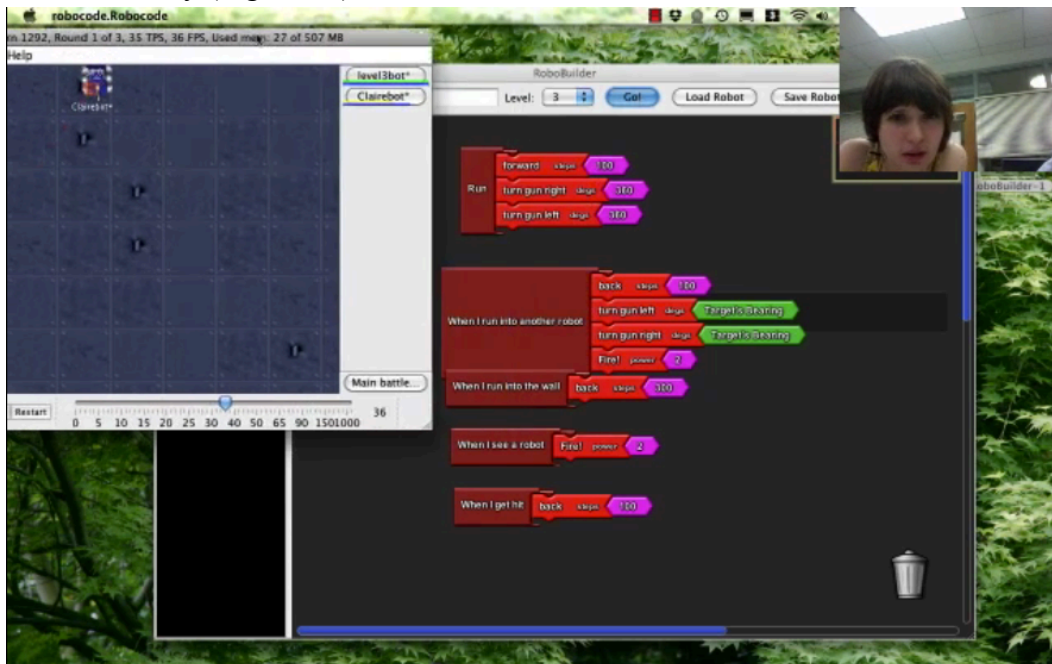 robocode.Robocode
n 1292, Round 1 of 3, 35 TPS, 36 FPS, Used mem: 27 of 507 MB
Help
level3bot*
Clairebot*
Clairebot*
Main battle...
Restart
36
0 5 10 15 20 25 30 40 50 65 90 1501000
RoboBuilder
Level: 3 Go! Load Robot Save Robot
oboBuilder-1
Run
forward steps 100
turn gun right degs 360
turn gun left degs 360
When I run into another robot
back steps 100
turn gun left degs Target's Bearing
turn gun right degs Target's Bearing
Fire! power 2
When I run into the wall back steps 300
When I see a robot Fire! power 2
When I get hit back steps 100